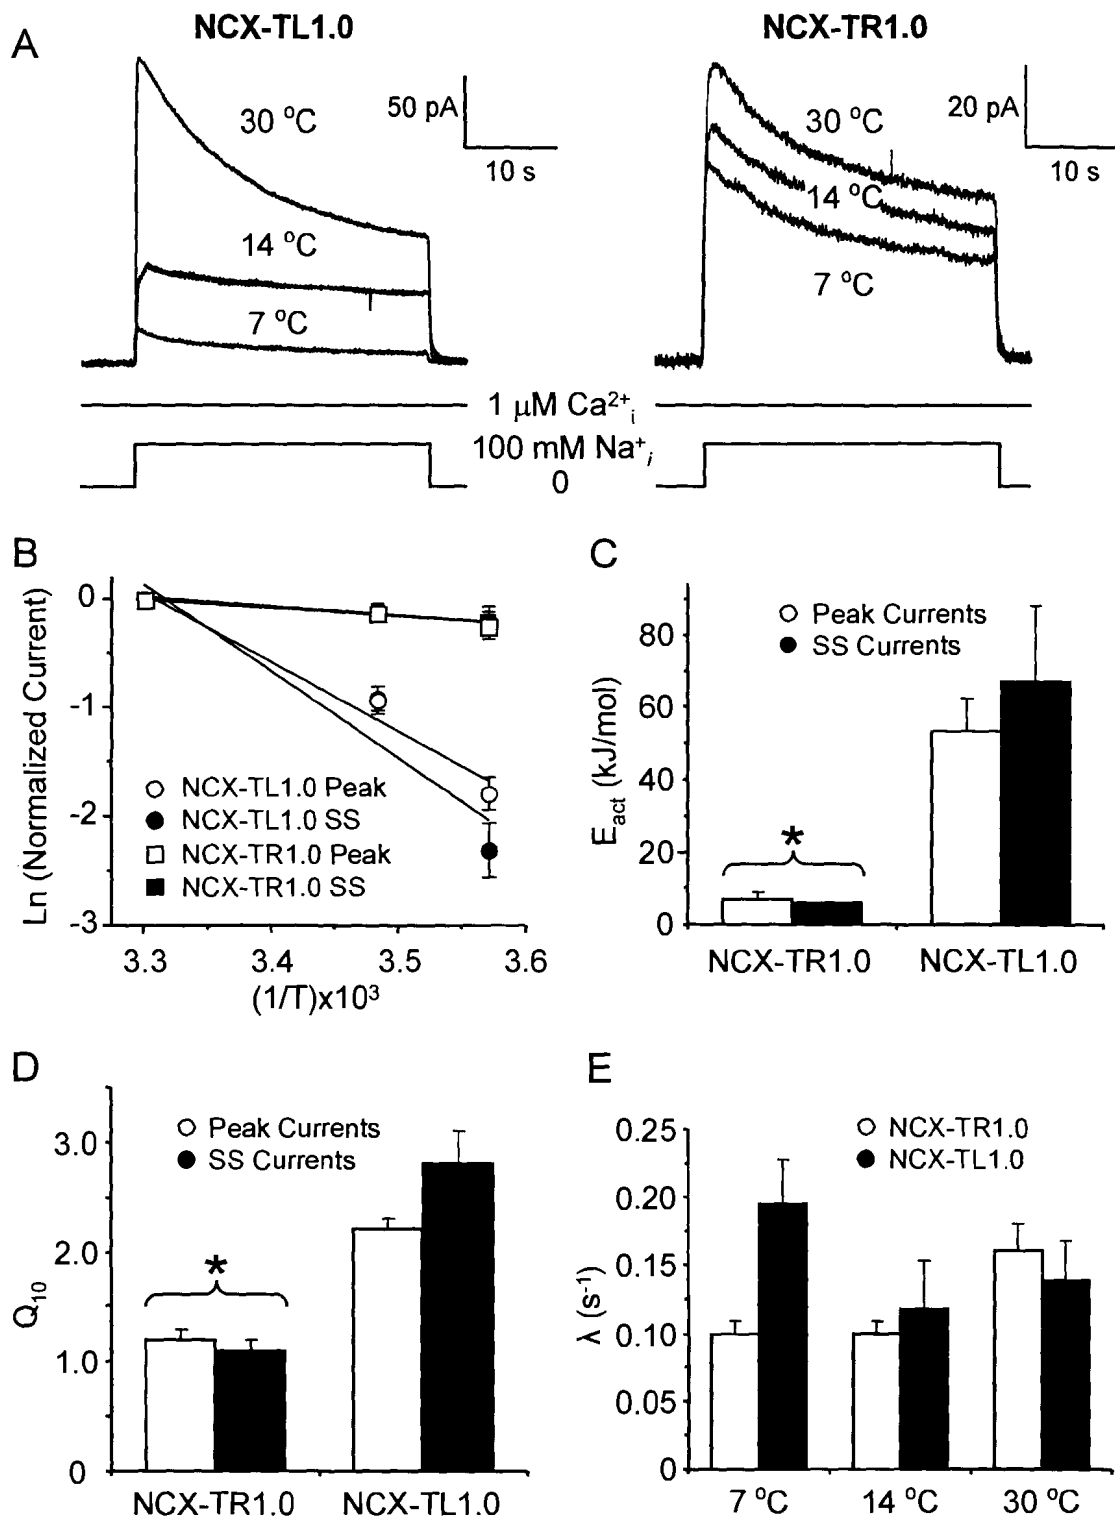 A
NCX-TL1.0
NCX-TR1.0
30 °C
50 pA
10 s
14 °C
7 °C
30 °C
20 pA
10 s
14 °C
7 °C
1 μM Ca²⁺ᵢ
100 mM Na⁺ᵢ
0
B
Ln (Normalized Current)
0
-1
-2
-3
NCX-TL1.0 Peak
NCX-TL1.0 SS
NCX-TR1.0 Peak
NCX-TR1.0 SS
3.3 3.4 3.5 3.6
(1/T)x10³
C
Peak Currents
SS Currents
E_act (kJ/mol)
80
60
40
20
0
*
NCX-TR1.0 NCX-TL1.0
D
Peak Currents
SS Currents
Q₁₀
3.0
2.0
1.0
0
*
NCX-TR1.0 NCX-TL1.0
E
NCX-TR1.0
NCX-TL1.0
λ (s⁻¹)
0.25
0.20
0.15
0.10
0.05
0
7 °C 14 °C 30 °C